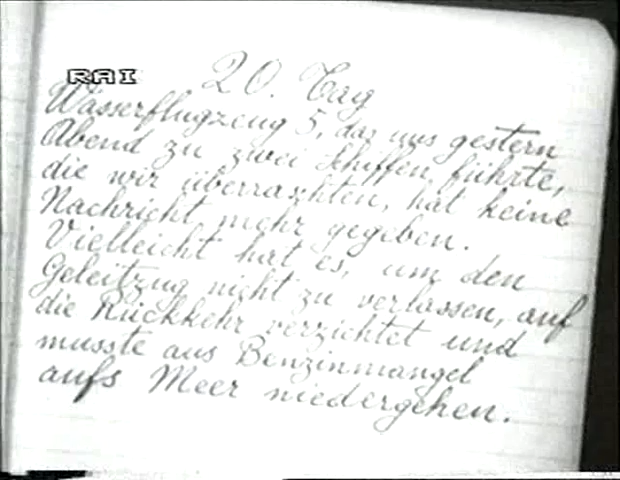 RAI
20. Tag
Wasserflugzeug 5, das uns gestern
Abend zu zwei Schiffen führte,
die wir überraschten, hat keine
Nachricht mehr gegeben.
Vielleicht hat es, um den
Geleitzug nicht zu verlassen, auf
die Rückkehr verzichtet und
musste aus Benzinmangel
aufs Meer niedergehen.